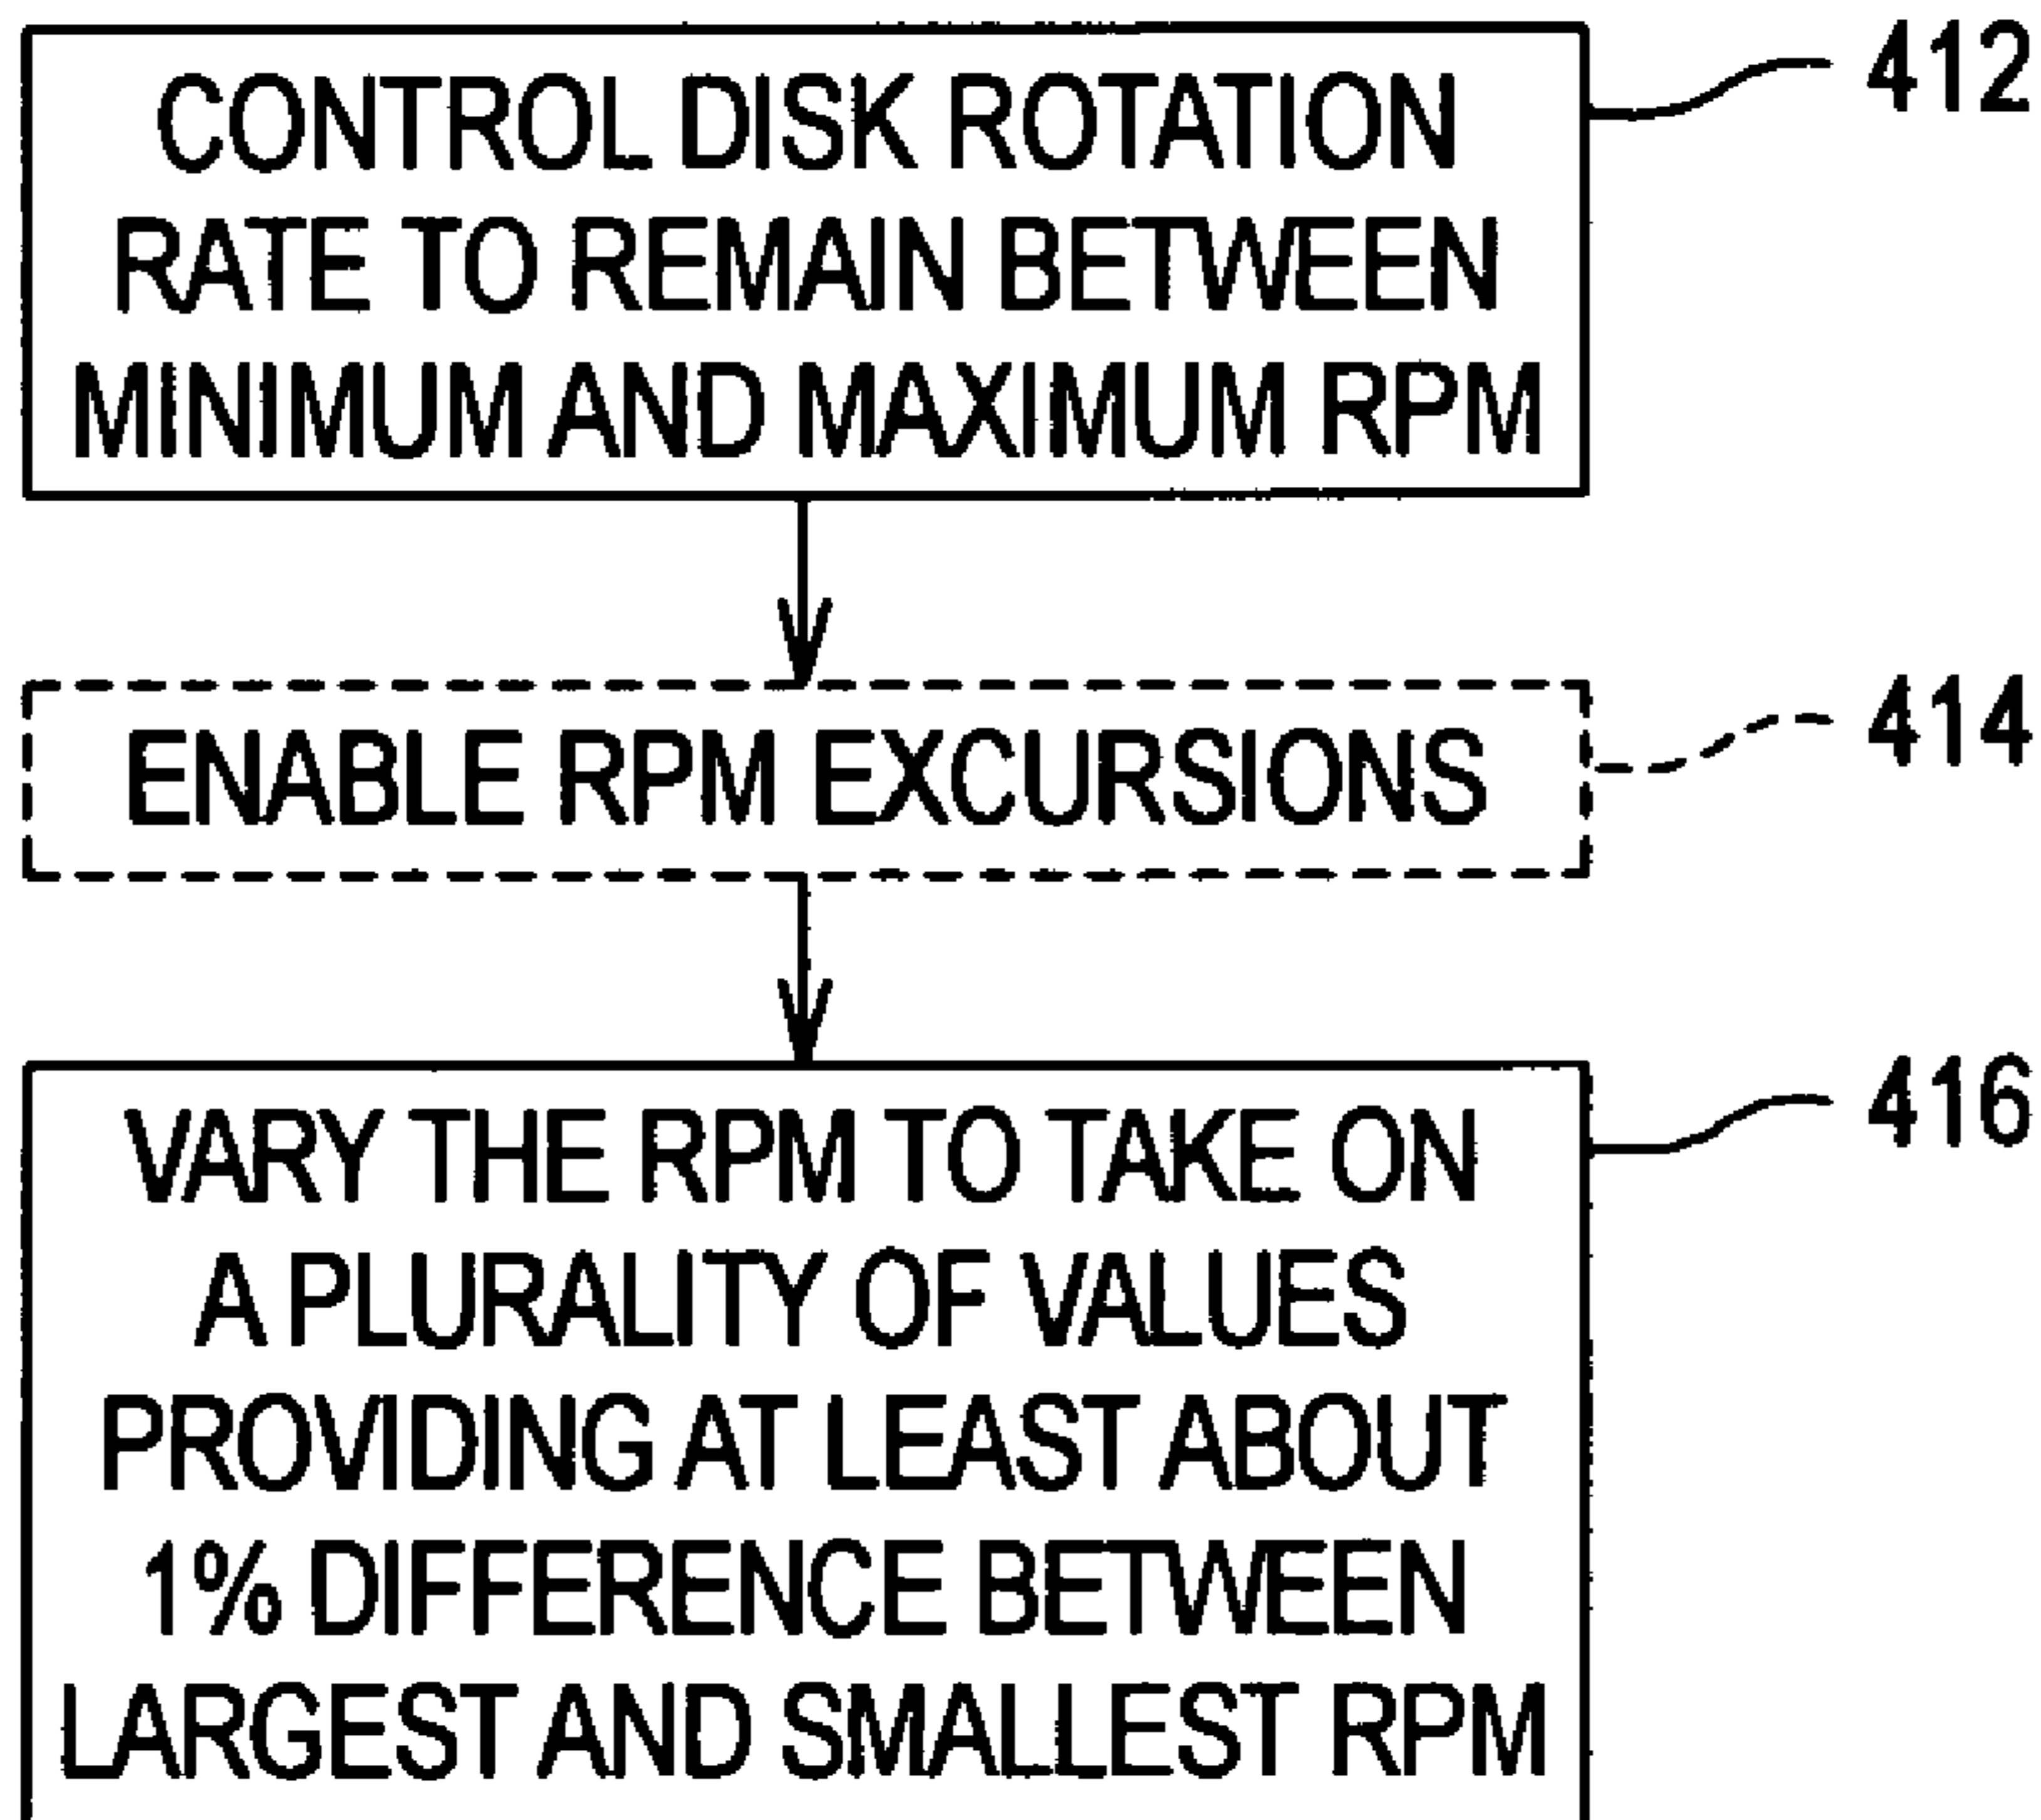 CONTROL DISK ROTATION
RATE TO REMAIN BETWEEN
MINIMUM AND MAXIMUM RPM
412
ENABLE RPM EXCURSIONS
414
VARY THE RPM TO TAKE ON
A PLURALITY OF VALUES
PROVIDING AT LEAST ABOUT
1% DIFFERENCE BETWEEN
LARGEST AND SMALLEST RPM
416